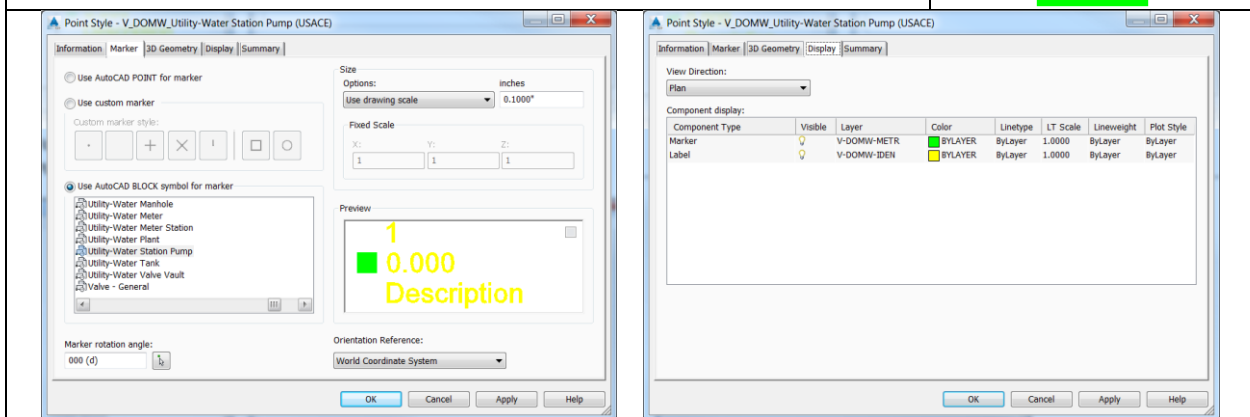 Point Style - V_DOMW_Utility-Water Station Pump (USACE)
Information Marker 3D Geometry Display Summary
Use AutoCAD POINT for marker
Use custom marker
Custom marker style:
Use AutoCAD BLOCK symbol for marker
Utility-Water Manhole
Utility-Water Meter
Utility-Water Meter Station
Utility-Water Plant
Utility-Water Station Pump
Utility-Water Tank
Utility-Water Valve Vault
Valve - General
Marker rotation angle:
000 (d)
Size
Options: inches
Use drawing scale 0.1000"
Fixed Scale
X: Y: Z:
1 1 1
Preview
1
0.000
Description
Orientation Reference:
World Coordinate System
OK Cancel Apply Help
Point Style - V_DOMW_Utility-Water Station Pump (USACE)
Information Marker 3D Geometry Display Summary
View Direction:
Plan
Component display:
Component Type Visible Layer Color Linetype LT Scale Lineweight Plot Style
Marker V-DOMW-METR BYLAYER ByLayer 1.0000 ByLayer ByLayer
Label V-DOMW-IDEN BYLAYER ByLayer 1.0000 ByLayer ByLayer
OK Cancel Apply Help